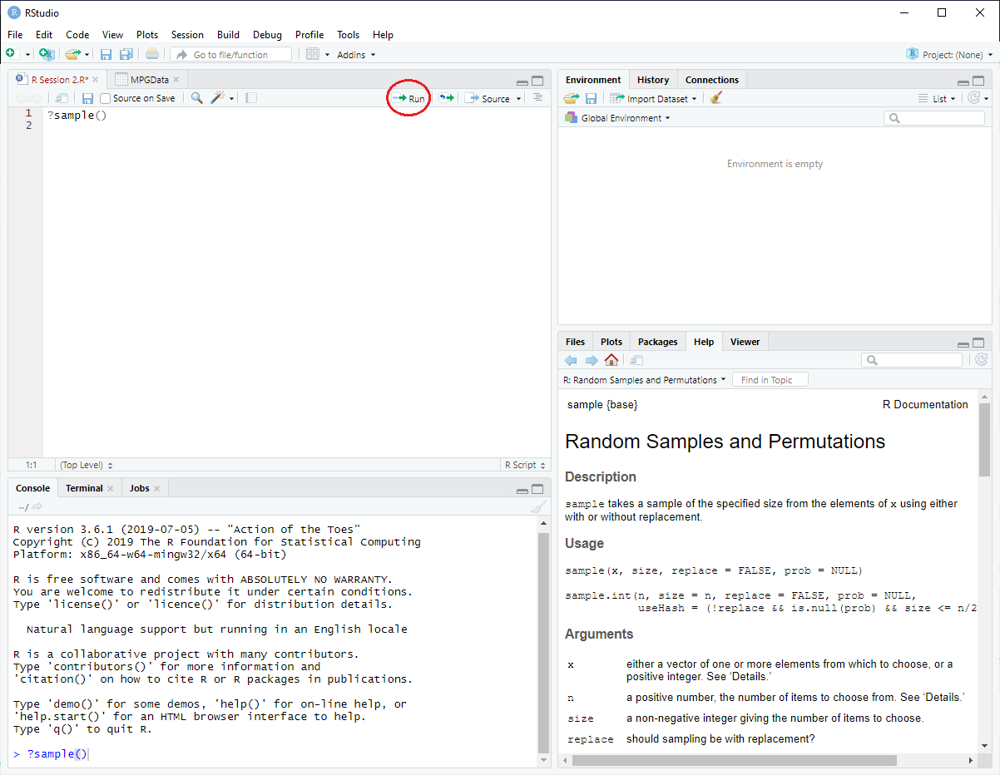 RStudio
File Edit Code View Plots Session Build Debug Profile Tools Help
Go to file/function Addins Project: (None)
R Session 2.R* MPGData
Source on Save Run Source
1 ?sample()
2
1:1 (Top Level) R Script
Console Terminal Jobs
~/
R version 3.6.1 (2019-07-05) -- "Action of the Toes"
Copyright (C) 2019 The R Foundation for Statistical Computing
Platform: x86_64-w64-mingw32/x64 (64-bit)
R is free software and comes with ABSOLUTELY NO WARRANTY.
You are welcome to redistribute it under certain conditions.
Type 'license()' or 'licence()' for distribution details.
Natural language support but running in an English locale
R is a collaborative project with many contributors.
Type 'contributors()' for more information and
'citation()' on how to cite R or R packages in publications.
Type 'demo()' for some demos, 'help()' for on-line help, or
'help.start()' for an HTML browser interface to help.
Type 'q()' to quit R.
> ?sample()
Environment History Connections
Import Dataset List
Global Environment
Environment is empty
Files Plots Packages Help Viewer
R: Random Samples and Permutations Find in Topic
sample {base} R Documentation
Random Samples and Permutations
Description
sample takes a sample of the specified size from the elements of x using either
with or without replacement.
Usage
sample(x, size, replace = FALSE, prob = NULL)
sample.int(n, size = n, replace = FALSE, prob = NULL,
useHash = (!replace && is.null(prob) && size <= n/2
Arguments
x either a vector of one or more elements from which to choose, or a
positive integer. See ‘Details.’
n a positive number, the number of items to choose from. See ‘Details.’
size a non-negative integer giving the number of items to choose.
replace should sampling be with replacement?